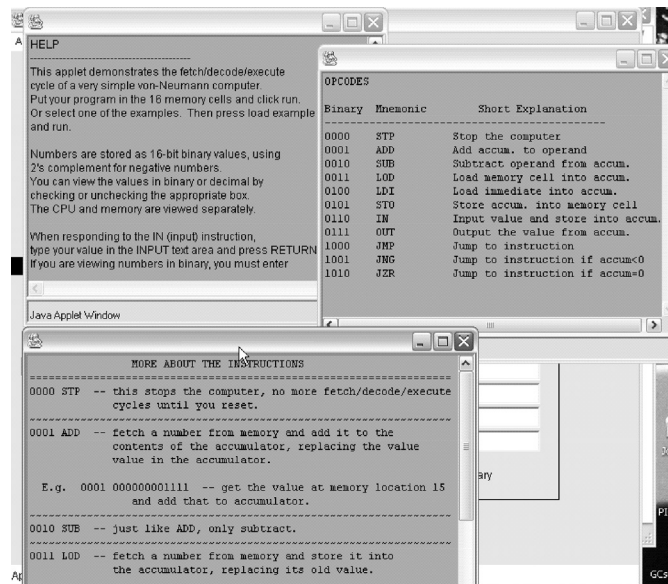 HELP
This applet demonstrates the fetch/decode/execute
cycle of a very simple von-Neumann computer.
Put your program in the 16 memory cells and click run.
Or select one of the examples. Then press load example
and run.
Numbers are stored as 16-bit binary values, using
2's complement for negative numbers.
You can view the values in binary or decimal by
checking or unchecking the appropriate box.
The CPU and memory are viewed separately.
When responding to the IN (input) instruction,
type your value in the INPUT text area and press RETURN
If you are viewing numbers in binary, you must enter
Java Applet Window
OPCODES
Binary Mnemonic Short Explanation
--------------------------------------------------
0000 STP Stop the computer
0001 ADD Add accum. to operand
0010 SUB Subtract operand from accum.
0011 LOD Load memory cell into accum.
0100 LDI Load immediate into accum.
0101 STO Store accum. into memory cell
0110 IN Input value and store into accum.
0111 OUT Output the value from accum.
1000 JMP Jump to instruction
1001 JNG Jump to instruction if accum<0
1010 JZR Jump to instruction if accum=0
MORE ABOUT THE INSTRUCTIONS
============================================================
0000 STP -- this stops the computer, no more fetch/decode/execute
cycles until you reset.
~~~~~~~~~~~~~~~~~~~~~~~~~~~~~~~~~~~~~~~~~~~~~~~~~~~~~~~~~~~~
0001 ADD -- fetch a number from memory and add it to the
contents of the accumulator, replacing the value
value in the accumulator.
E.g. 0001 000000001111 -- get the value at memory location 15
and add that to accumulator.
~~~~~~~~~~~~~~~~~~~~~~~~~~~~~~~~~~~~~~~~~~~~~~~~~~~~~~~~~~~~
0010 SUB -- just like ADD, only subtract.
~~~~~~~~~~~~~~~~~~~~~~~~~~~~~~~~~~~~~~~~~~~~~~~~~~~~~~~~~~~~
0011 LOD -- fetch a number from memory and store it into
the accumulator, replacing its old value.
ary
PI
GCs